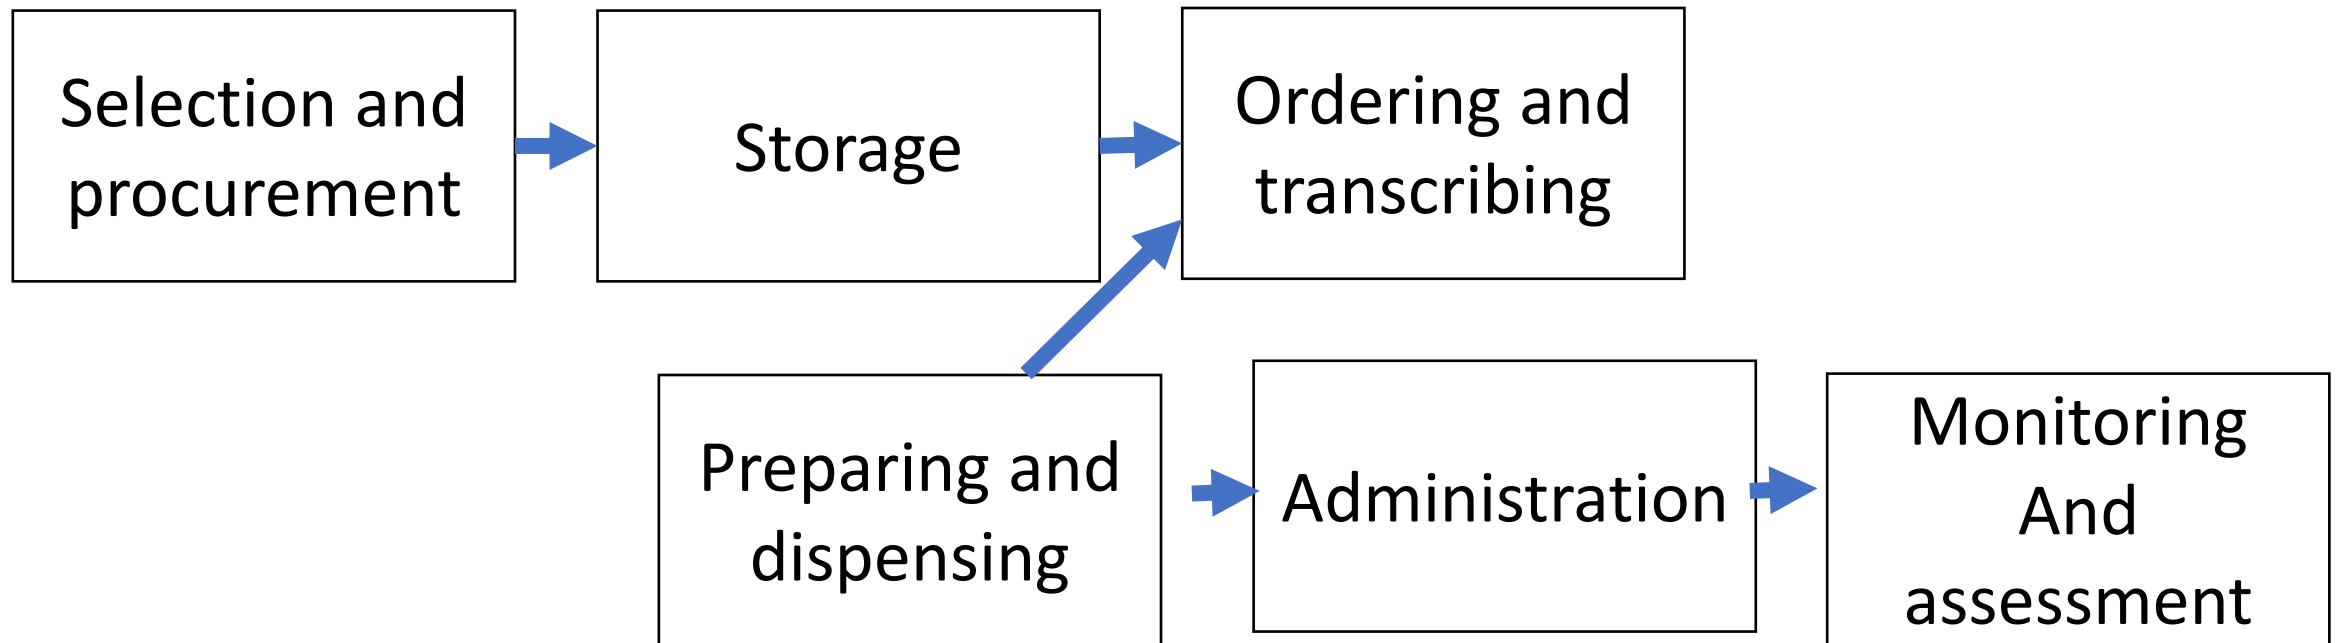 Selection and
procurement
Storage
Ordering and
transcribing
Preparing and
dispensing
Administration
Monitoring
And
assessment